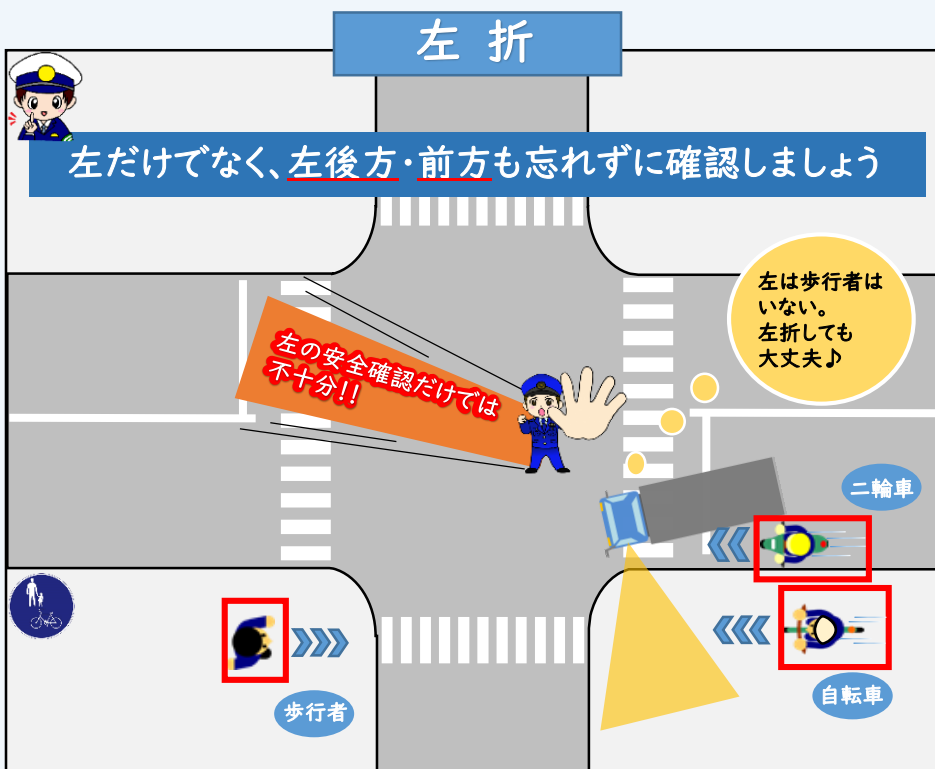 左折
左だけでなく、左後方・前方も忘れずに確認しましょう
左は歩行者は
いない。
左折しても
大丈夫♪
左の安全確認だけでは
不十分!!
二輪車
自転車
歩行者